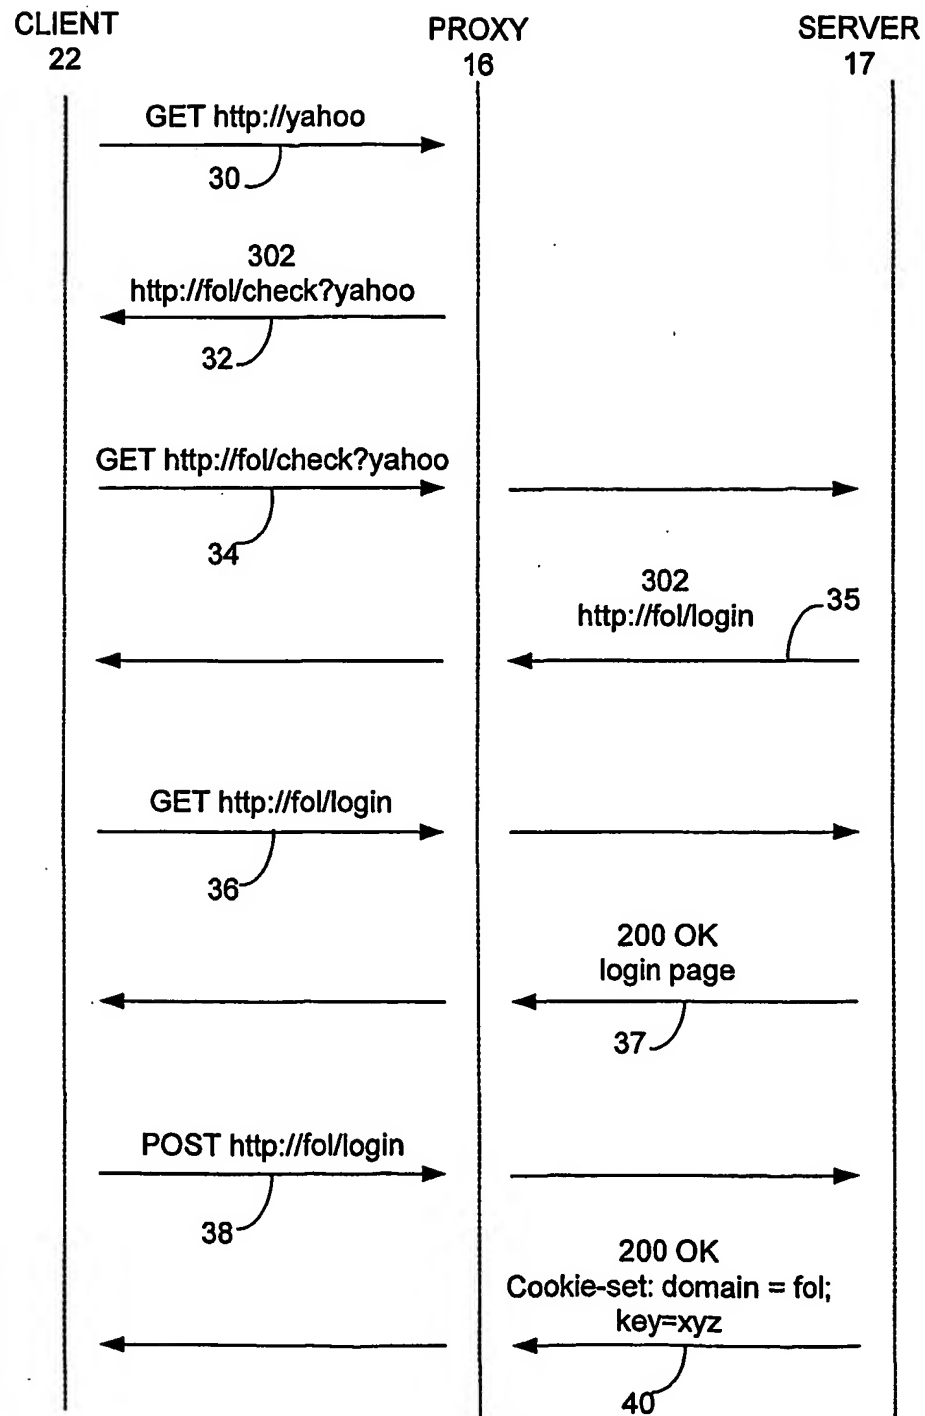 CLIENT
22
PROXY
16
SERVER
17
GET http://yahoo
30
302
http://fol/check?yahoo
32
GET http://fol/check?yahoo
34
302
http://fol/login
35
GET http://fol/login
36
200 OK
login page
37
POST http://fol/login
38
200 OK
Cookie-set: domain = fol;
key=xyz
40